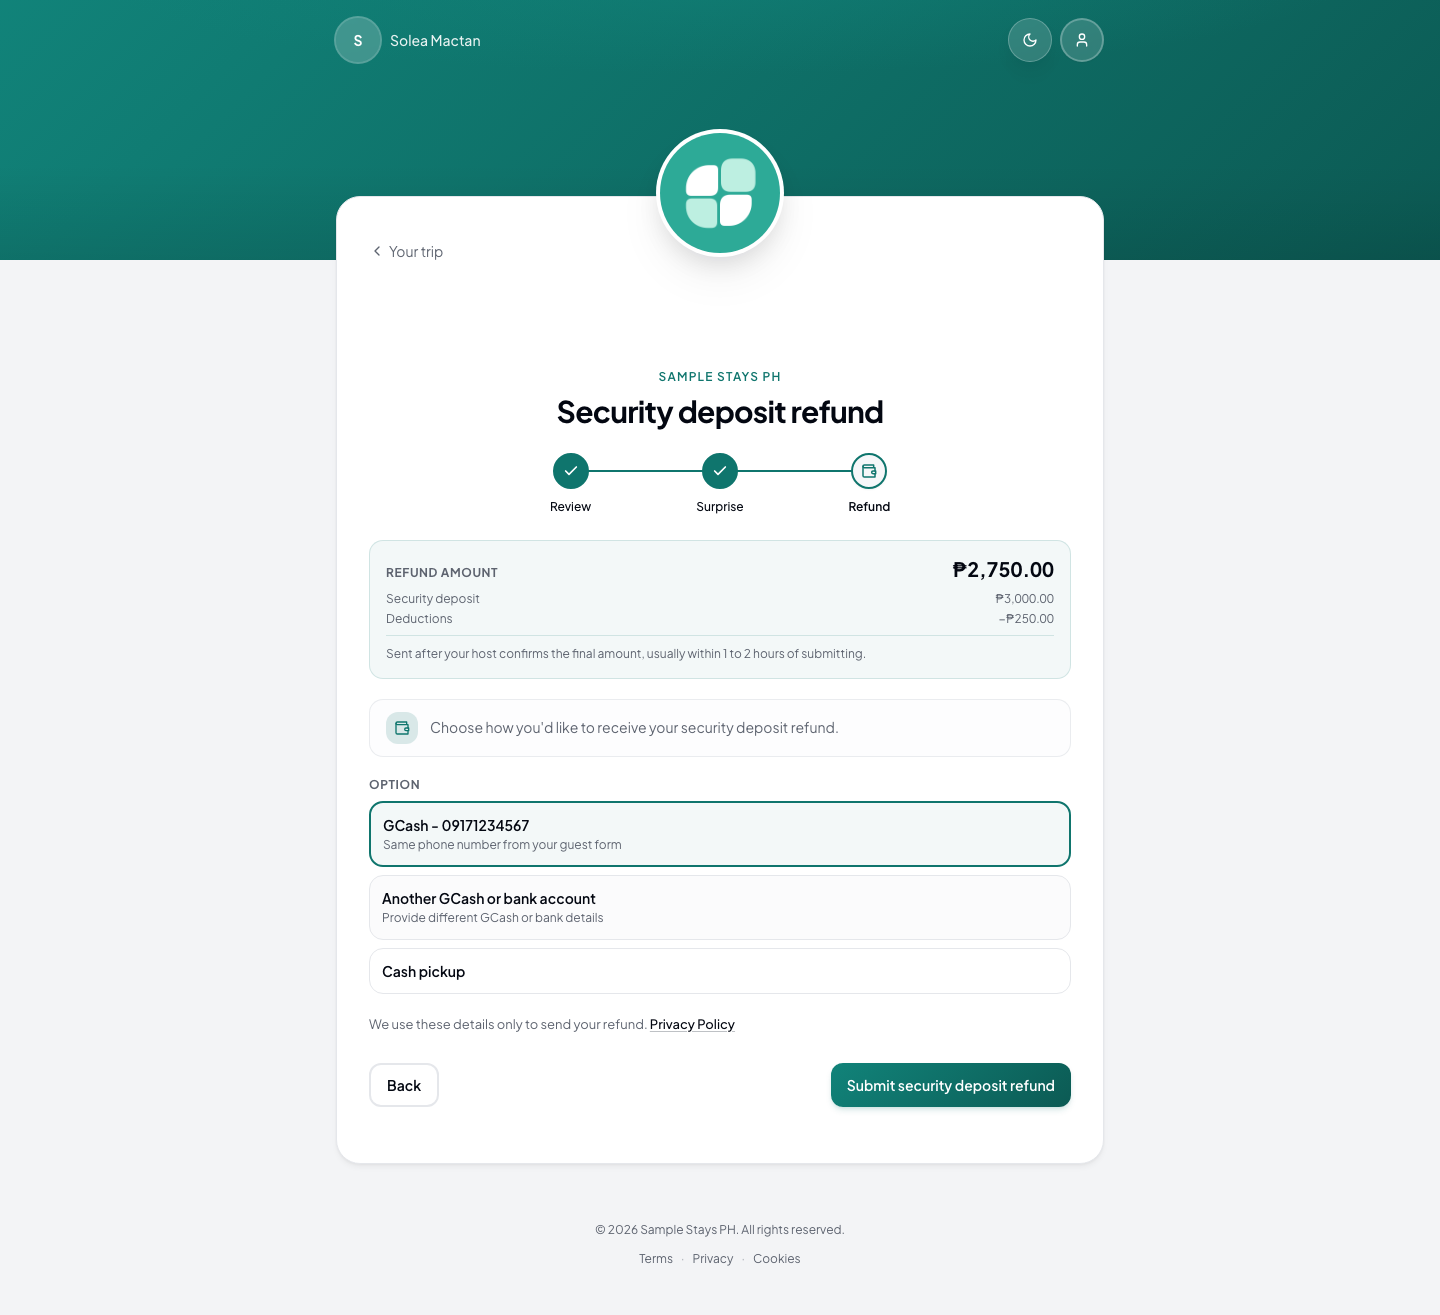 S
Solea Mactan
Your trip
SAMPLE STAYS PH
Security deposit refund
Review
Surprise
Refund
REFUND AMOUNT
₱2,750.00
Security deposit
₱3,000.00
Deductions
−₱250.00
Sent after your host confirms the final amount, usually within 1 to 2 hours of submitting.
Choose how you'd like to receive your security deposit refund.
OPTION
GCash - 09171234567
Same phone number from your guest form
Another GCash or bank account
Provide different GCash or bank details
Cash pickup
We use these details only to send your refund. Privacy Policy
Back
Submit security deposit refund
© 2026 Sample Stays PH. All rights reserved.
Terms · Privacy · Cookies